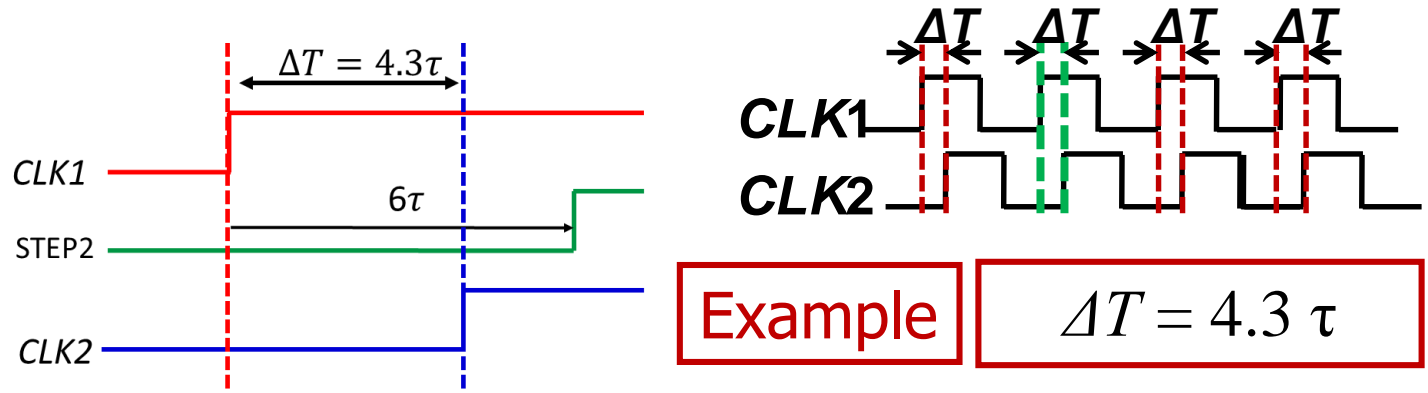 ΔT = 4.3τ
CLK1
6τ
STEP2
CLK2
ΔT ΔT ΔT ΔT
CLK1
CLK2
Example
ΔT = 4.3 τ